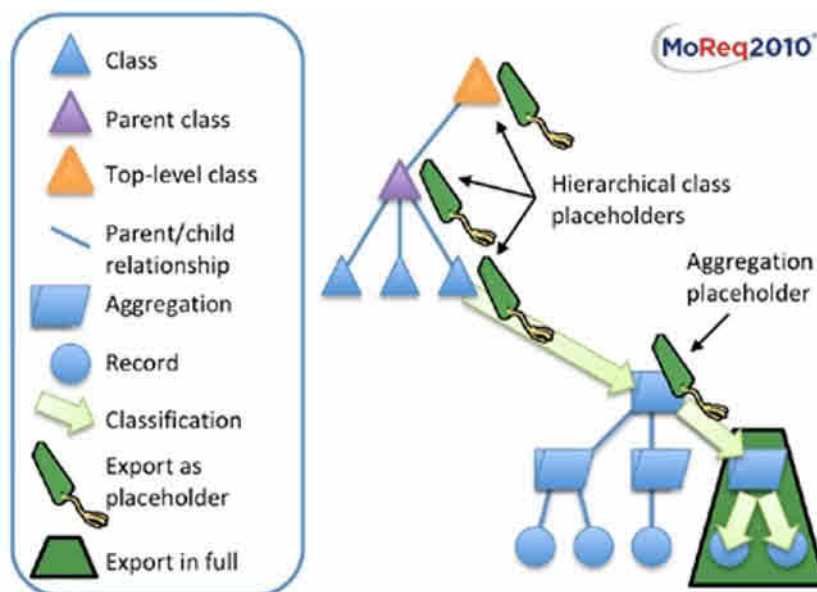 MoReq2010®
Class
Parent class
Top-level class
Parent/child
relationship
Aggregation
Record
Classification
Export as
placeholder
Export in full
Hierarchical class
placeholders
Aggregation
placeholder